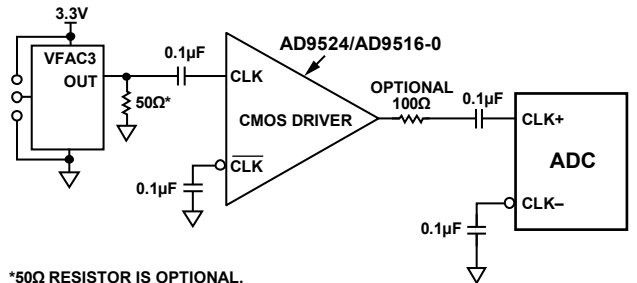 3.3V
VFAC3
OUT
50Ω*
0.1µF
CLK
AD9524/AD9516-0
CMOS DRIVER
CLK
0.1µF
OPTIONAL
100Ω
0.1µF
CLK+
ADC
CLK–
0.1µF
*50Ω RESISTOR IS OPTIONAL.